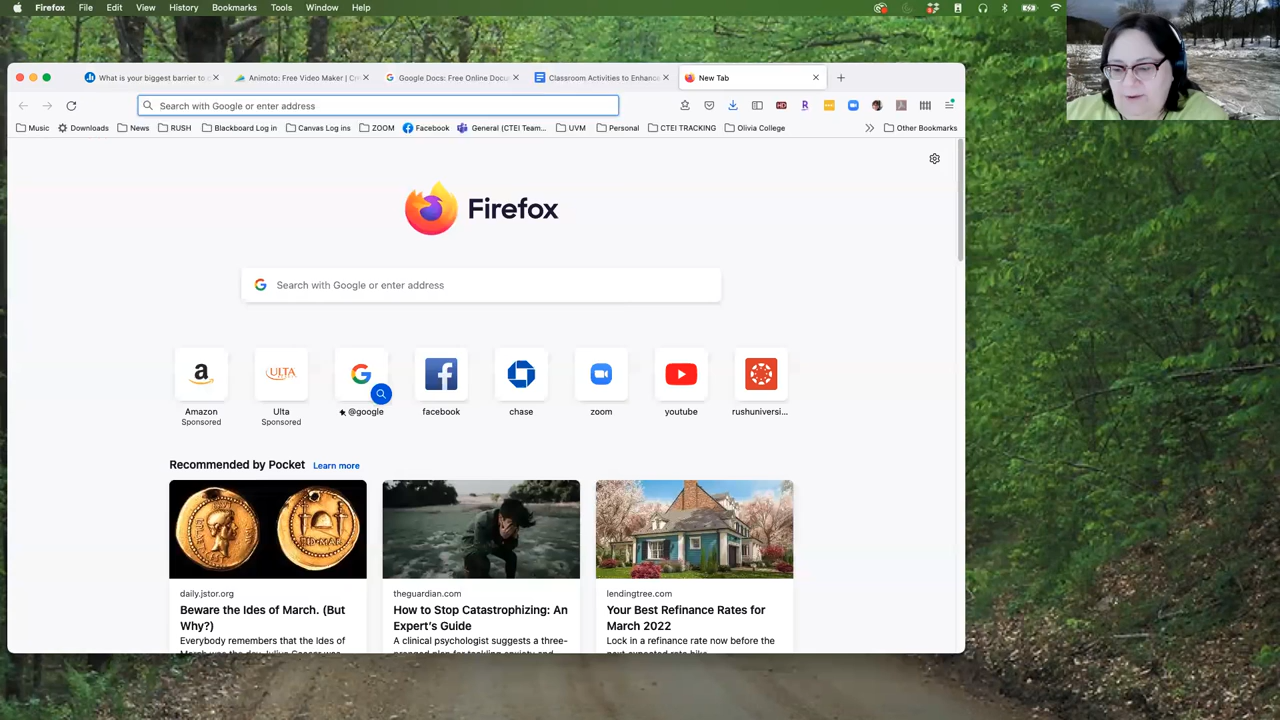 Firefox File Edit View History Bookmarks Tools Window Help
What is your biggest barrier to c Animoto: Free Video Maker | Cr Google Docs: Free Online Docu Classroom Activities to Enhance New Tab
Search with Google or enter address
Music Downloads News RUSH Blackboard Log in Canvas Log ins ZOOM Facebook General (CTEI Team... UVM Personal CTEI TRACKING Olivia College Other Bookmarks
Firefox
Search with Google or enter address
Amazon Ulta @google facebook chase zoom youtube rushuniversi...
Sponsored Sponsored
Recommended by Pocket Learn more
daily.jstor.org
Beware the Ides of March. (But
Why?)
Everybody remembers that the Ides of
theguardian.com
How to Stop Catastrophizing: An
Expert's Guide
A clinical psychologist suggests a three-
lendingtree.com
Your Best Refinance Rates for
March 2022
Lock in a refinance rate now before the